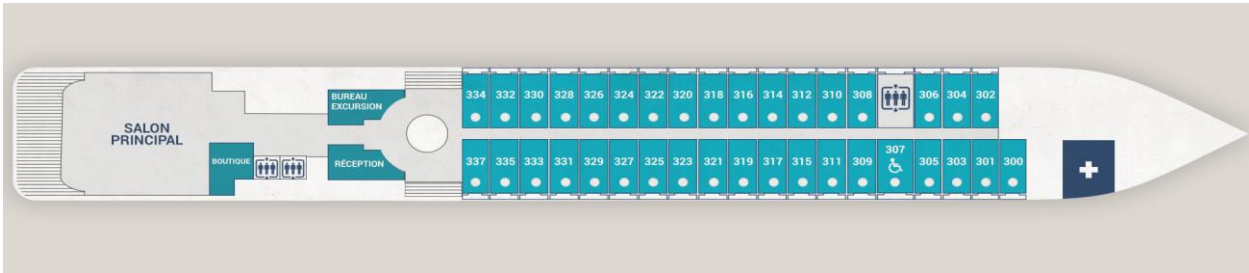 BUREAU
EXCURSION
334 332 330 328 326 324 322 320 318 316 314 312 310 308 306 304 302
SALON
PRINCIPAL
BOUTIQUE
RÉCEPTION
337 335 333 331 329 327 325 323 321 319 317 315 311 309 307 305 303 301 300